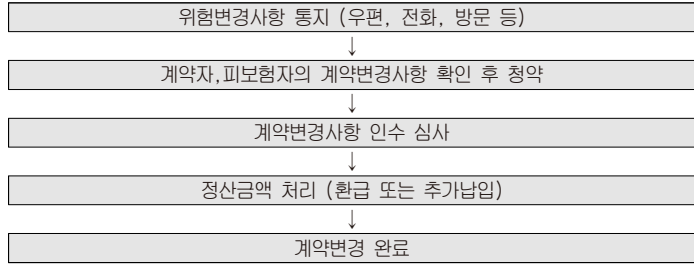 위험변경사항 통지 (우편, 전화, 방문 등)
↓
계약자,피보험자의 계약변경사항 확인 후 청약
↓
계약변경사항 인수 심사
↓
정산금액 처리 (환급 또는 추가납입)
↓
계약변경 완료